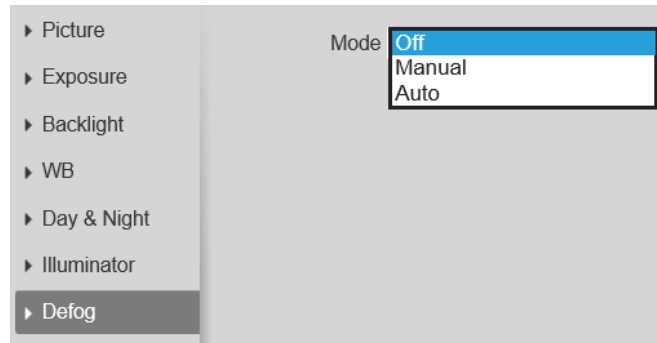 Picture
Exposure
Backlight
WB
Day & Night
Illuminator
Defog
Mode Off
Manual
Auto